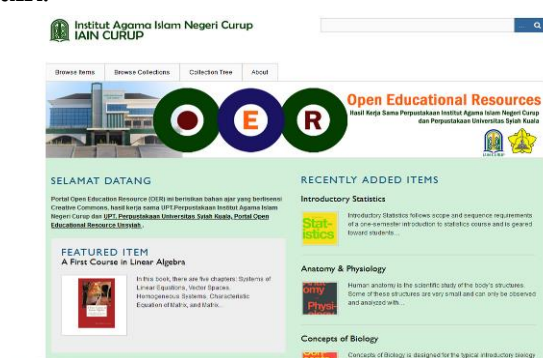 Institut Agama Islam Negeri Curup
IAIN CURUP
Browse Items
Browse Collections
Collection Tree
About
OER
Open Educational Resources
Hasil Kerja Sama Perpustakaan Institut Agama Islam Negeri Curup
dan Perpustakaan Universitas Syiah Kuala
SELAMAT DATANG
Portal Open Education Resource (OER) ini berisikan bahan ajar yang berlisensi
Creative Commons, hasil kerja sama UPT.Perpustakaan Institut Agama Islam
Negeri Curup dan UPT. Perpustakaan Universitas Syiah Kuala, Portal Open
Educational Resource Unsyiah .
FEATURED ITEM
A First Course in Linear Algebra
In this book, there are five chapters: Systems of
Linear Equations, Vector Spaces,
Homogeneous Systems, Characteristic
Equation of Matrix, and Matrix...
RECENTLY ADDED ITEMS
Introductory Statistics
Stat-
istics
Introductory Statistics follows scope and sequence requirements
of a one-semester introduction to statistics course and is geared
toward students...
Anatomy & Physiology
omy
Physi-
Human anatomy is the scientific study of the body's structures.
Some of these structures are very small and can only be observed
and analyzed with...
Concepts of Biology
Concepts of Biology is designed for the typical introductory biology